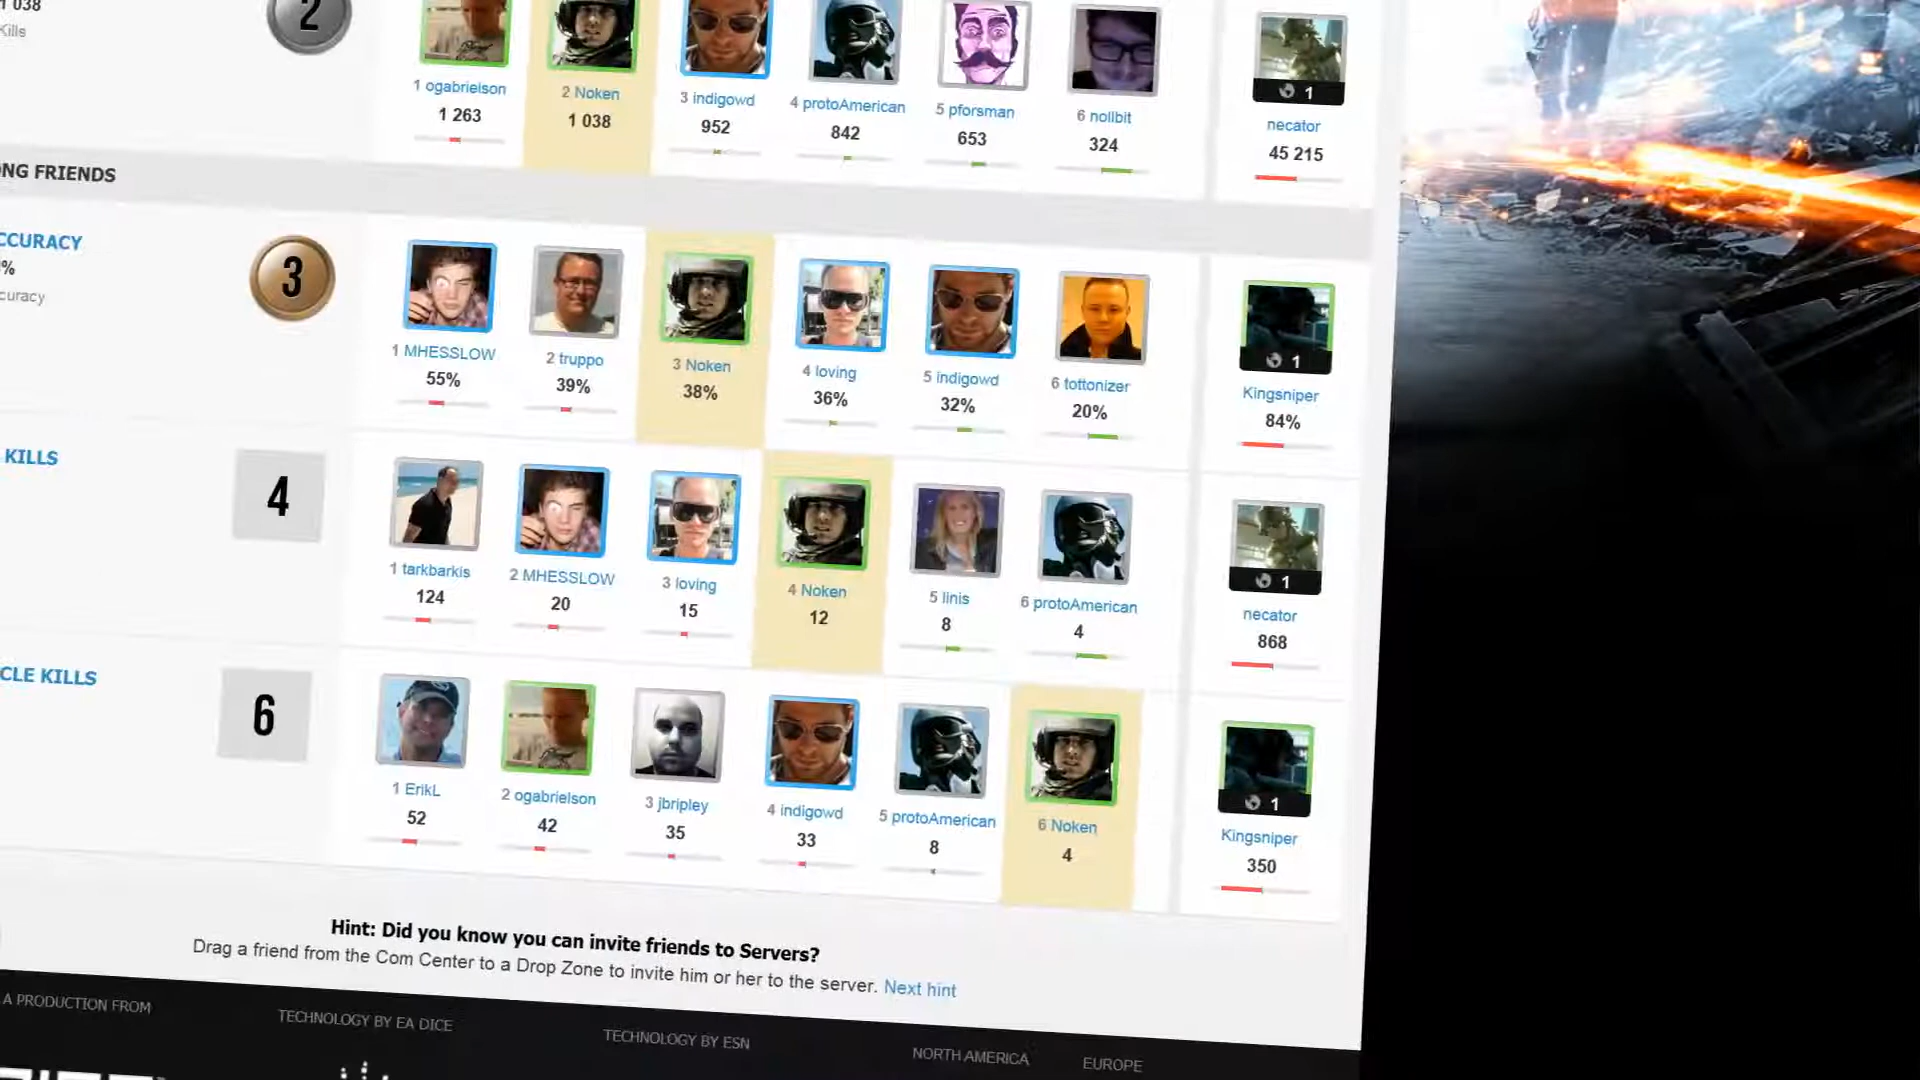 1 038
Kills
2
1 ogabrielson
1 263
2 Noken
1 038
3 indigowd
952
4 protoAmerican
842
5 pforsman
653
6 nollbit
324
1
necator
45 215
NG FRIENDS
CCURACY
%
curacy
3
1 MHESSLOW
55%
2 truppo
39%
3 Noken
38%
4 loving
36%
5 indigowd
32%
6 tottonizer
20%
1
Kingsniper
84%
KILLS
4
1 tarkbarkis
124
2 MHESSLOW
20
3 loving
15
4 Noken
12
5 linis
8
6 protoAmerican
4
1
necator
868
CLE KILLS
6
1 ErikL
52
2 ogabrielson
42
3 jbripley
35
4 indigowd
33
5 protoAmerican
8
6 Noken
4
1
Kingsniper
350
Hint: Did you know you can invite friends to Servers?
Drag a friend from the Com Center to a Drop Zone to invite him or her to the server. Next hint
A PRODUCTION FROM
TECHNOLOGY BY EA DICE
TECHNOLOGY BY ESN
NORTH AMERICA
EUROPE